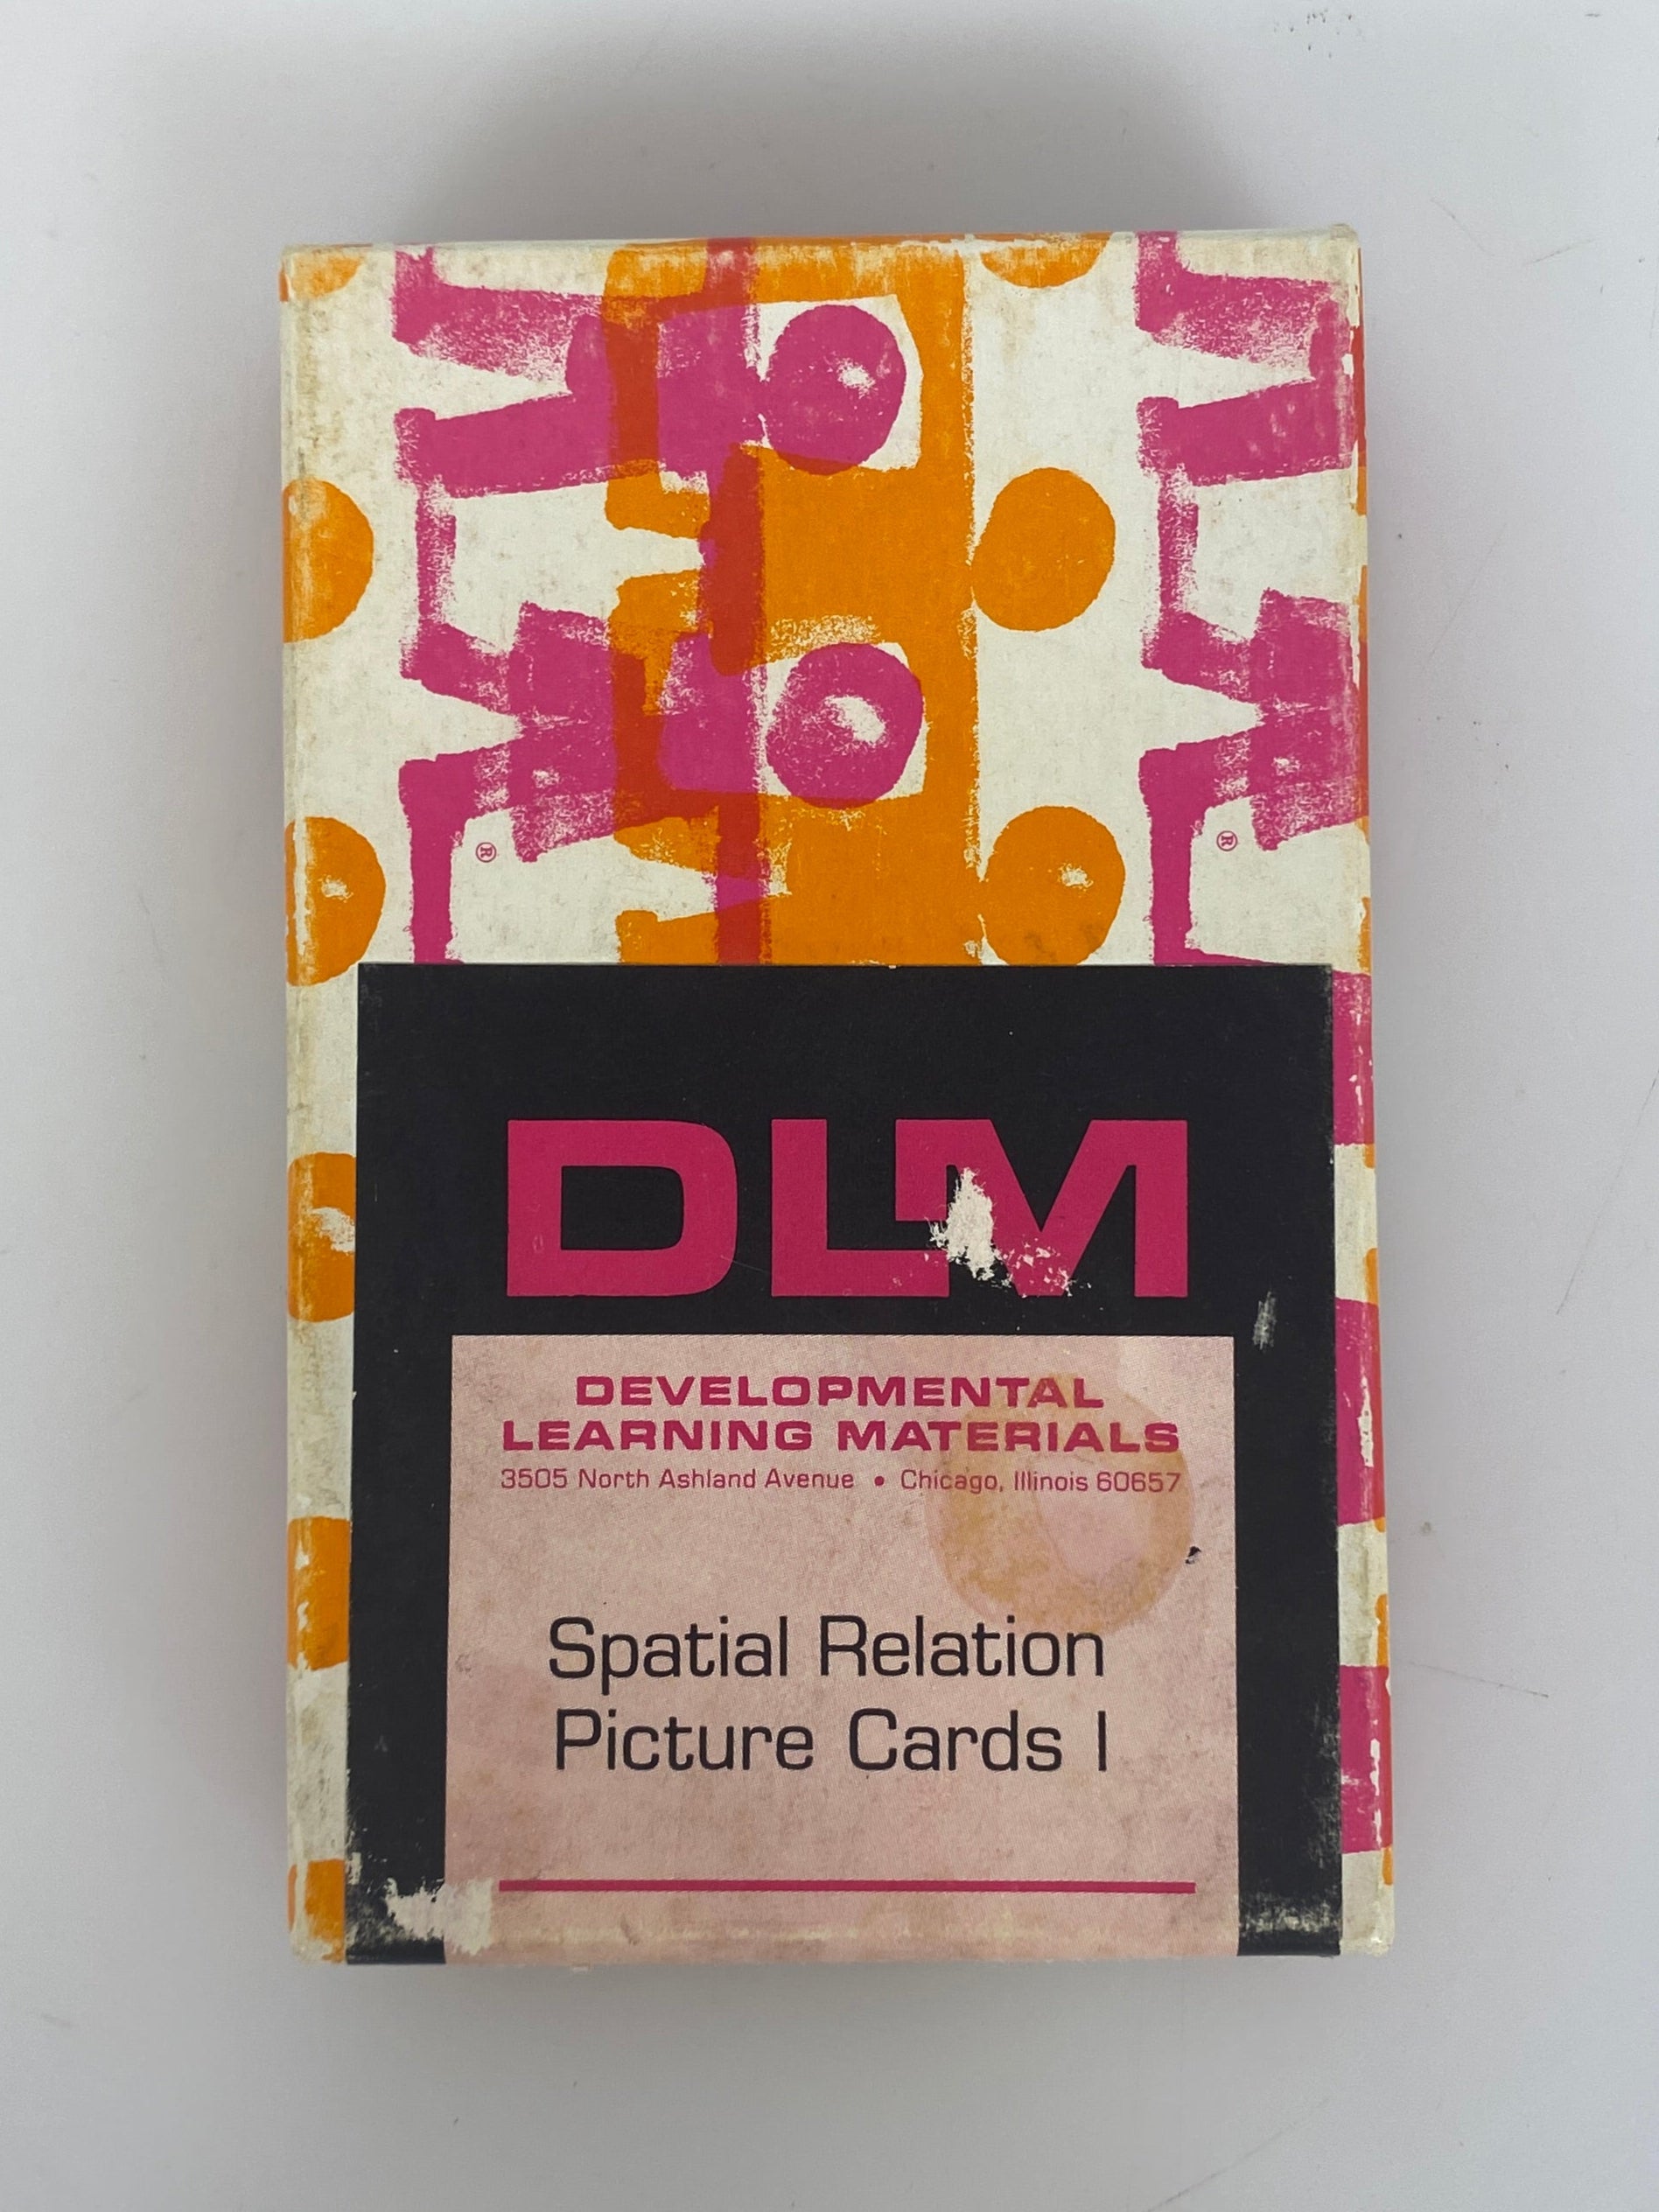 ®
®
DLM
DEVELOPMENTAL
LEARNING MATERIALS
3505 North Ashland Avenue • Chicago, Illinois 60657
Spatial Relation
Picture Cards I